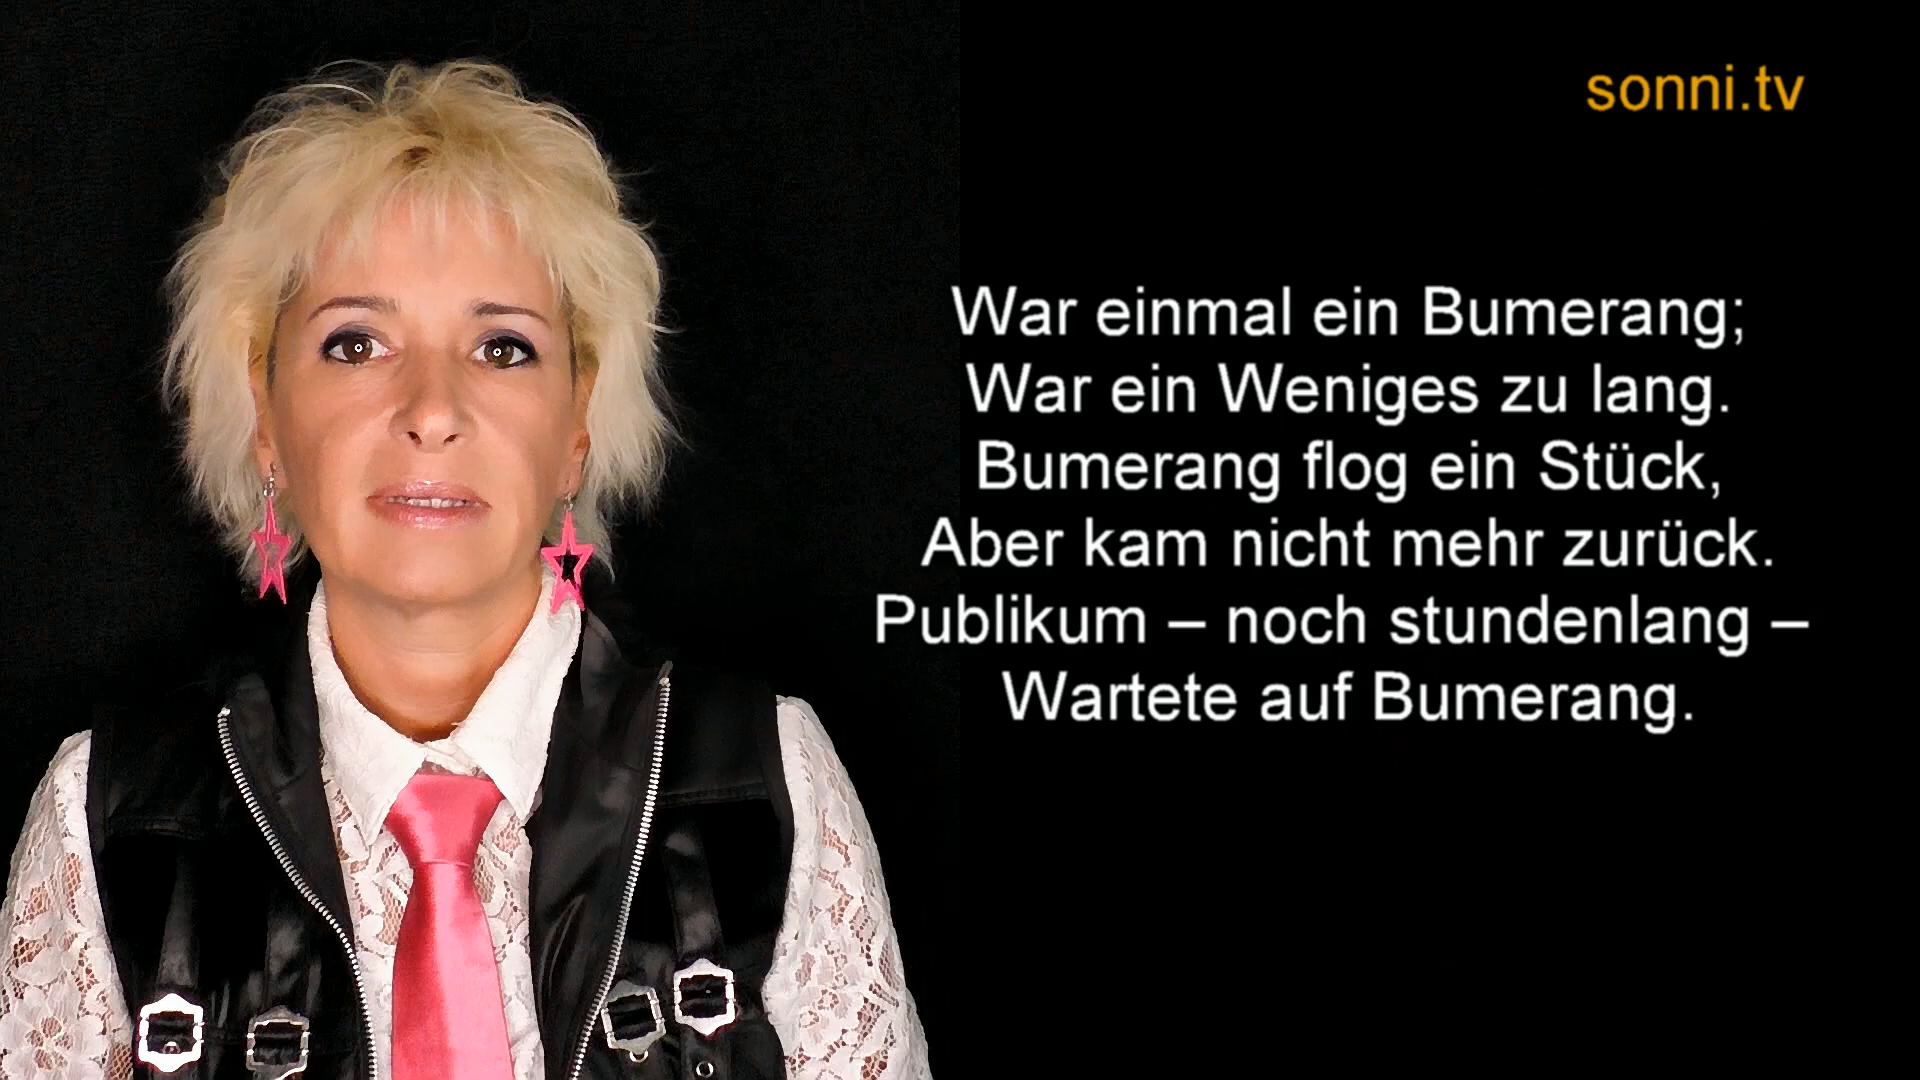 sonni.tv
War einmal ein Bumerang;
War ein Weniges zu lang.
Bumerang flog ein Stück,
Aber kam nicht mehr zurück.
Publikum – noch stundenlang –
Wartete auf Bumerang.